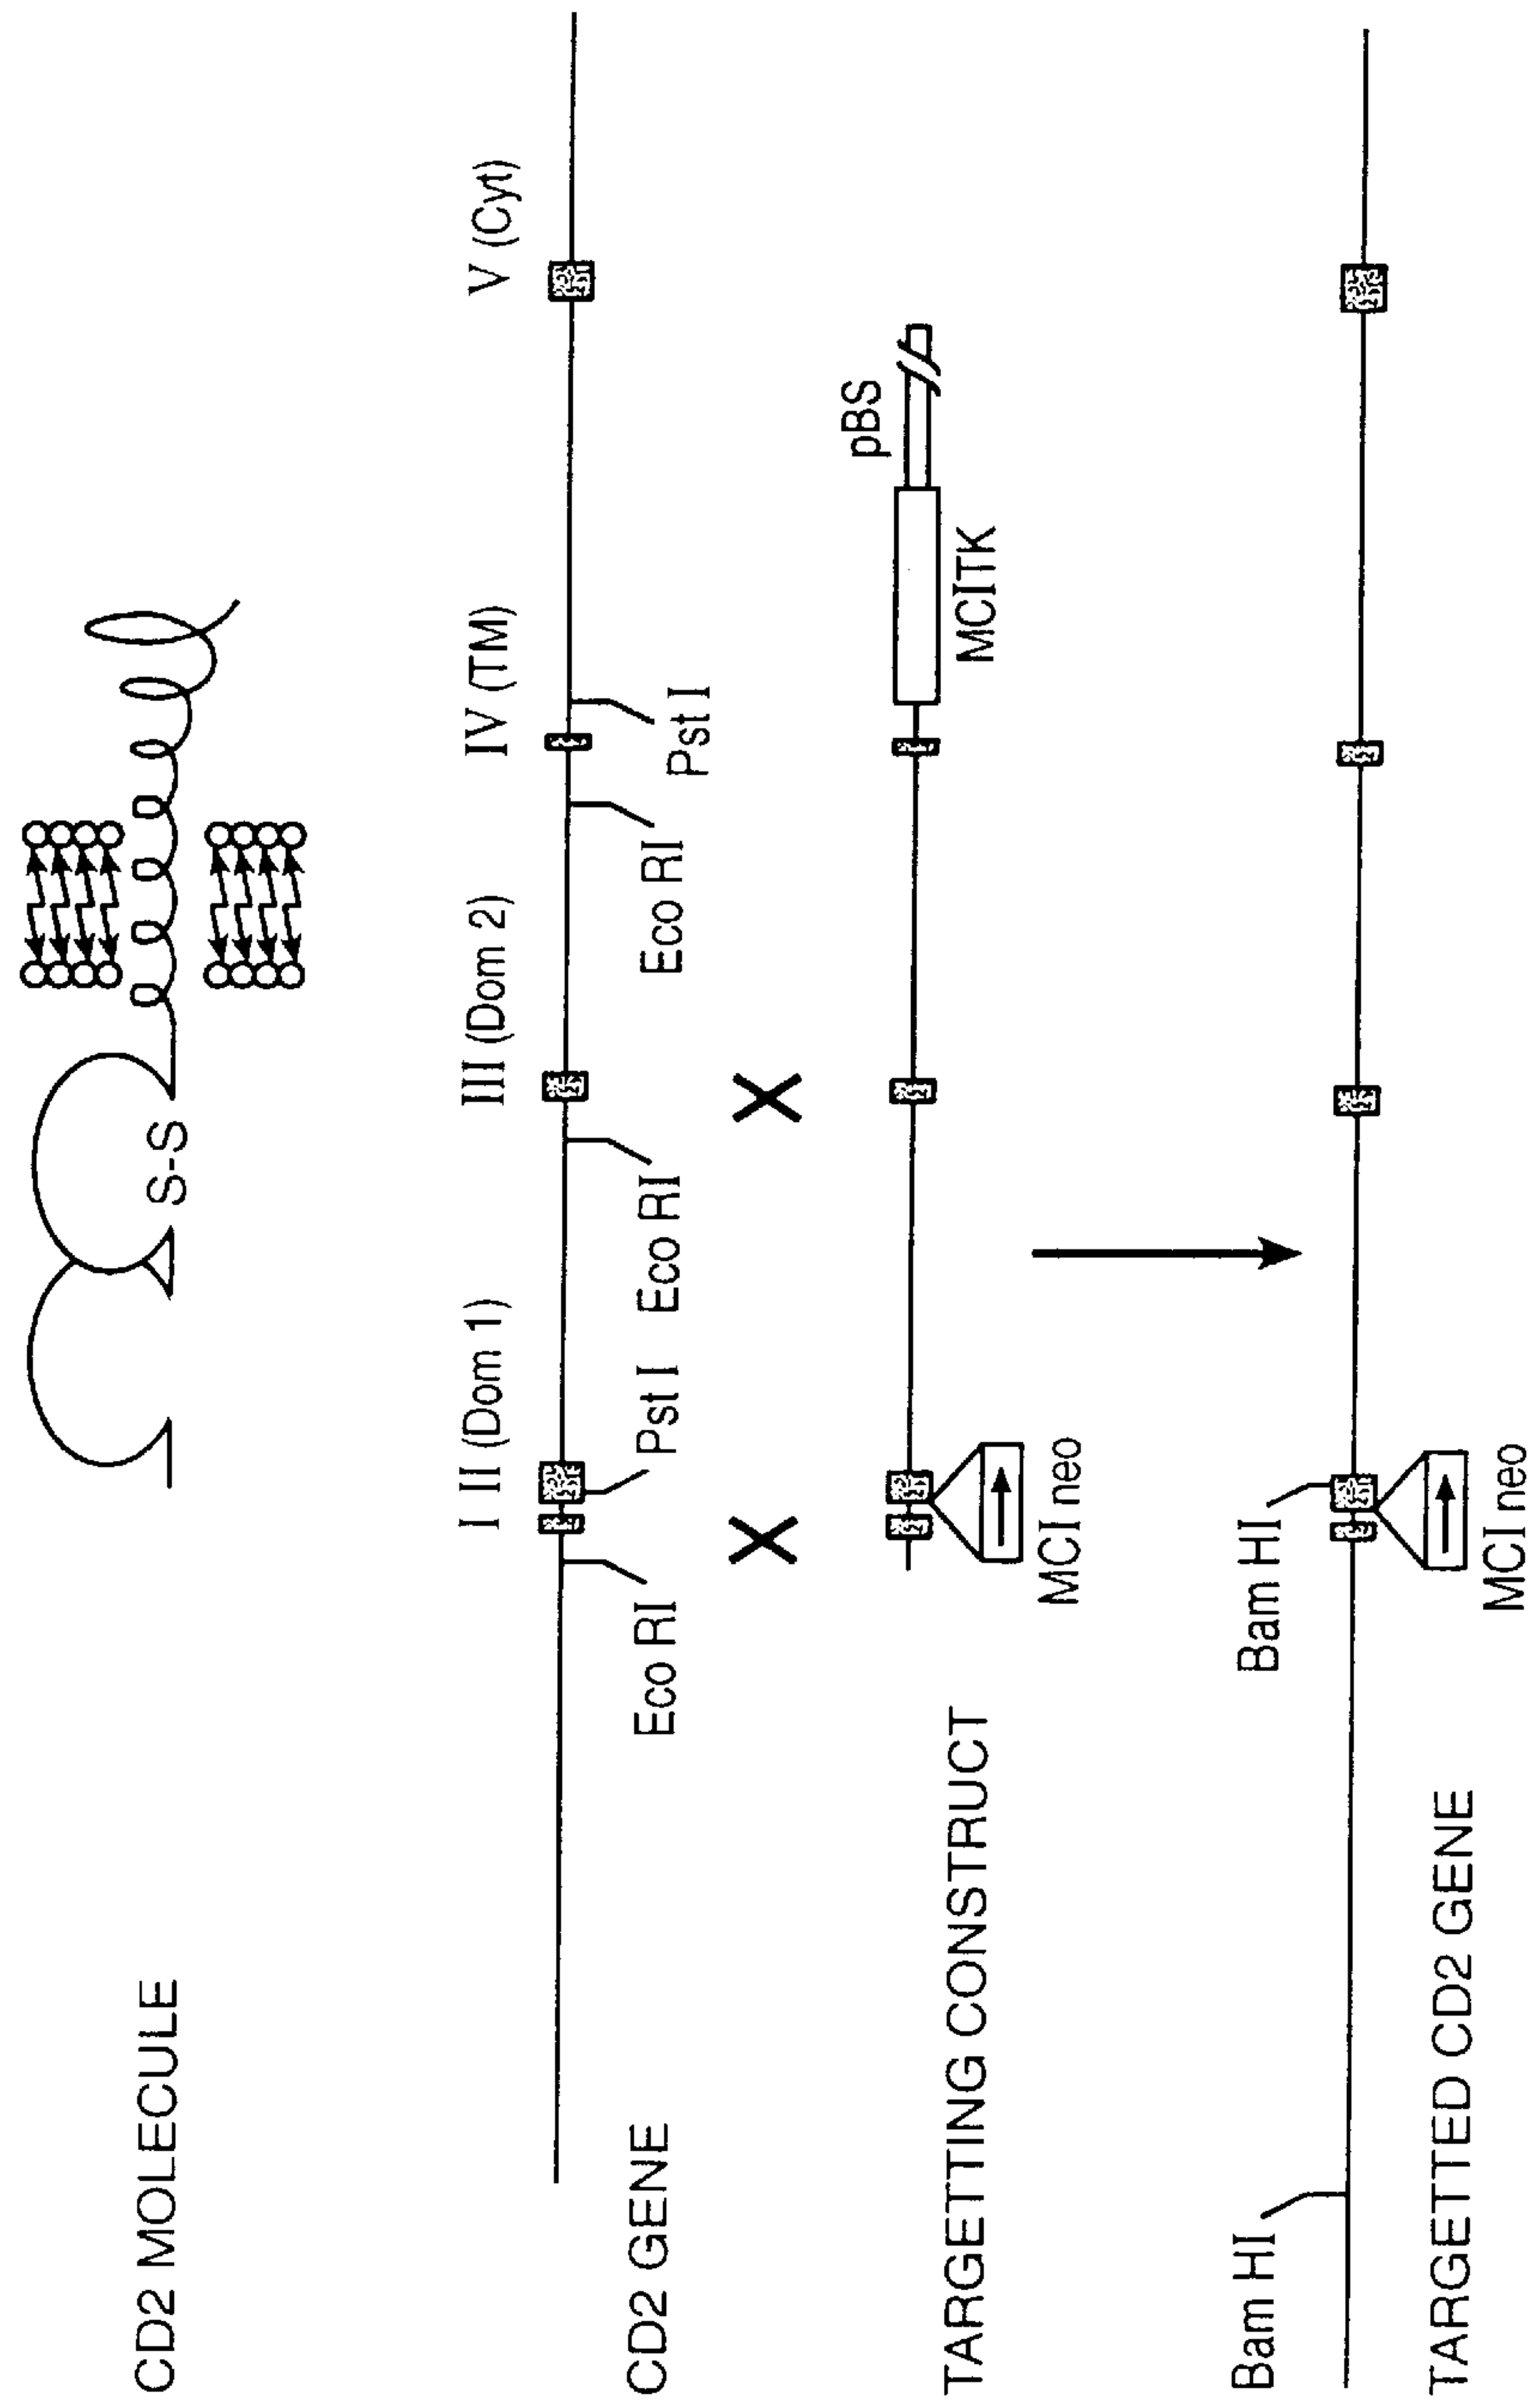 CD2 MOLECULE
S-S
CD2 GENE
I II (Dom 1)
III (Dom 2)
IV (TM)
V (Cyt)
Eco RI
Pst I
Eco RI
Eco RI
Pst I
X
X
TARGETTING CONSTRUCT
MCI neo
MCITK
pBS
TARGETTED CD2 GENE
Bam HI
Bam HI
MCI neo